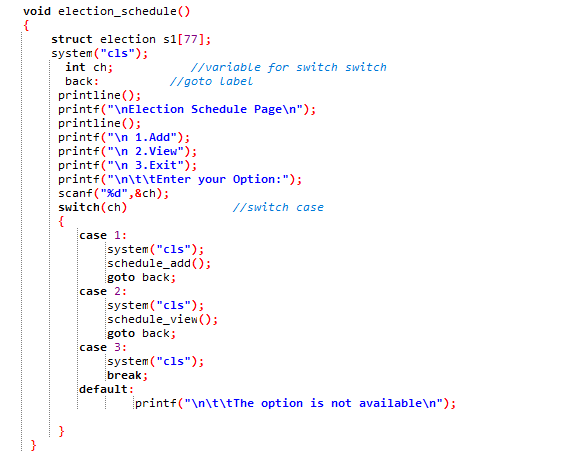 void election_schedule()
{
    struct election s1[77];
    system("cls");
      int ch;           //variable for switch switch
      back:          //goto label
     printline();
     printf("\nElection Schedule Page\n");
     printline();
     printf("\n 1.Add");
     printf("\n 2.View");
     printf("\n 3.Exit");
     printf("\n\t\tEnter your Option:");
     scanf("%d",&ch);
     switch(ch)               //switch case
     {
        case 1:
            system("cls");
            schedule_add();
            goto back;
        case 2:
            system("cls");
            schedule_view();
            goto back;
        case 3:
            system("cls");
            break;
        default:
                printf("\n\t\tThe option is not available\n");
     }
 }